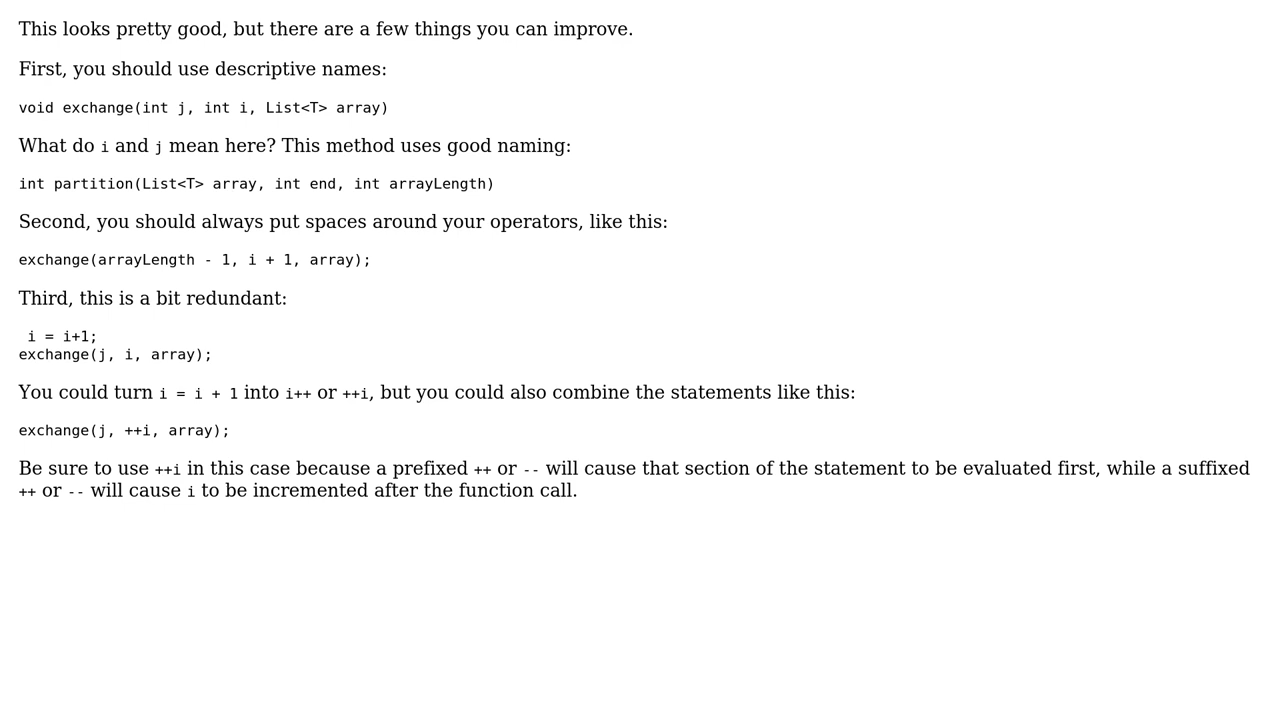 This looks pretty good, but there are a few things you can improve.
First, you should use descriptive names:
void exchange(int j, int i, List<T> array)
What do i and j mean here? This method uses good naming:
int partition(List<T> array, int end, int arrayLength)
Second, you should always put spaces around your operators, like this:
exchange(arrayLength - 1, i + 1, array);
Third, this is a bit redundant:
 i = i+1;
exchange(j, i, array);
You could turn i = i + 1 into i++ or ++i, but you could also combine the statements like this:
exchange(j, ++i, array);
Be sure to use ++i in this case because a prefixed ++ or -- will cause that section of the statement to be evaluated first, while a suffixed
++ or -- will cause i to be incremented after the function call.